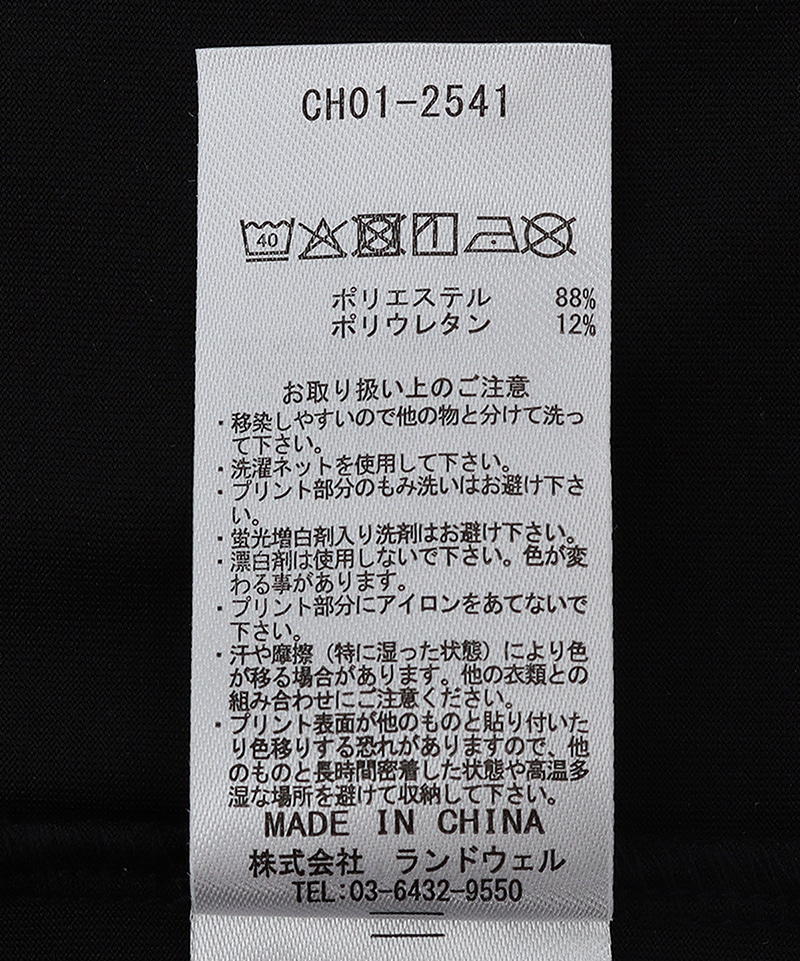 CH01-2541
40
ポリエステル 88%
ポリウレタン 12%
お取り扱い上のご注意
・移染しやすいので他の物と分けて洗っ
て下さい。
・洗濯ネットを使用して下さい。
・プリント部分のもみ洗いはお避け下さ
い。
・蛍光増白剤入り洗剤はお避け下さい。
・漂白剤は使用しないで下さい。色が変
わる事があります。
・プリント部分にアイロンをあてないで
下さい。
・汗や摩擦（特に湿った状態）により色
が移る場合があります。他の衣類との
組み合わせにご注意ください。
・プリント表面が他のものと貼り付いた
り色移りする恐れがありますので、他
のものと長時間密着した状態や高温多
湿な場所を避けて収納して下さい。
MADE IN CHINA
株式会社 ランドウェル
TEL:03-6432-9550